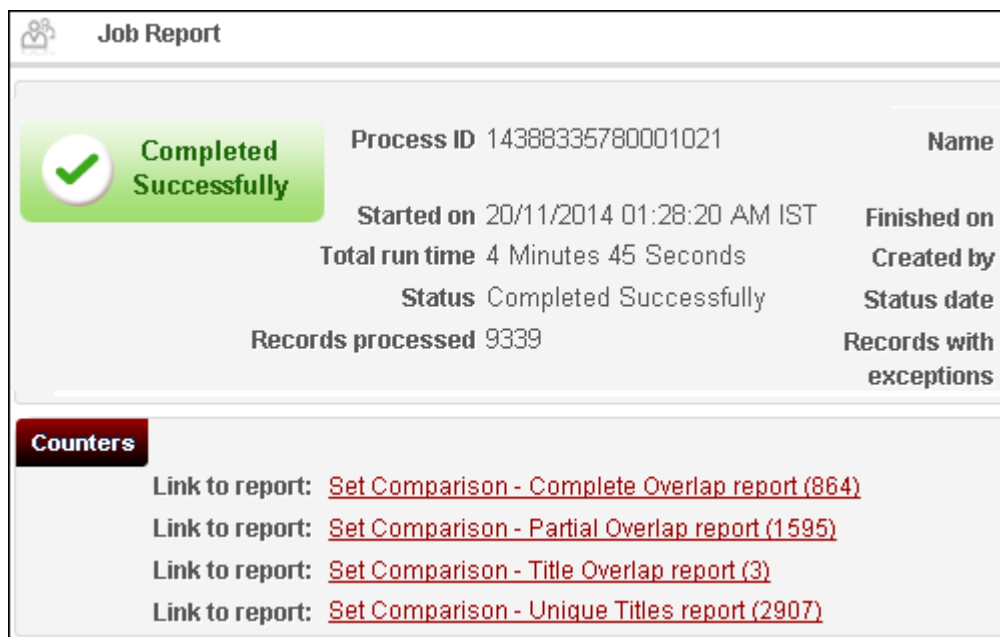 Job Report
Completed Successfully
Process ID 14388335780001021 Name
Started on 20/11/2014 01:28:20 AM IST Finished on
Total run time 4 Minutes 45 Seconds Created by
Status Completed Successfully Status date
Records processed 9339 Records with exceptions
Counters
Link to report: Set Comparison - Complete Overlap report (864)
Link to report: Set Comparison - Partial Overlap report (1595)
Link to report: Set Comparison - Title Overlap report (3)
Link to report: Set Comparison - Unique Titles report (2907)